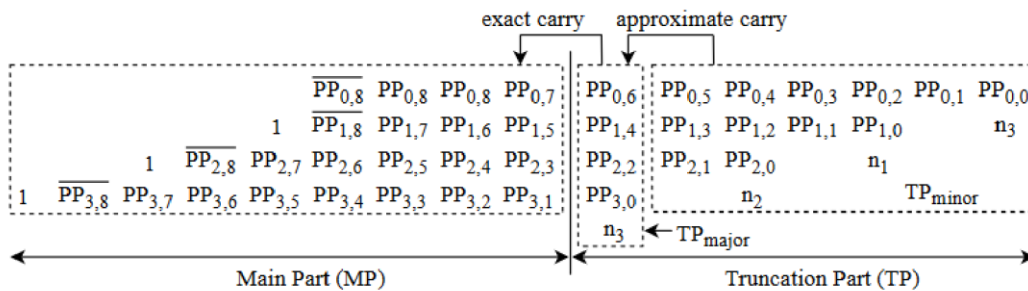 exact carry approximate carry
P̅P̅₀,₈ PP₀,₈ PP₀,₈ PP₀,₇ PP₀,₆ PP₀,₅ PP₀,₄ PP₀,₃ PP₀,₂ PP₀,₁ PP₀,₀
1 P̅P̅₁,₈ PP₁,₇ PP₁,₆ PP₁,₅ PP₁,₄ PP₁,₃ PP₁,₂ PP₁,₁ PP₁,₀ n₃
1 P̅P̅₂,₈ PP₂,₇ PP₂,₆ PP₂,₅ PP₂,₄ PP₂,₃ PP₂,₂ PP₂,₁ PP₂,₀ n₁
1 P̅P̅₃,₈ PP₃,₇ PP₃,₆ PP₃,₅ PP₃,₄ PP₃,₃ PP₃,₂ PP₃,₁ PP₃,₀ n₂ TPminor
n₃ TPmajor
Main Part (MP) Truncation Part (TP)